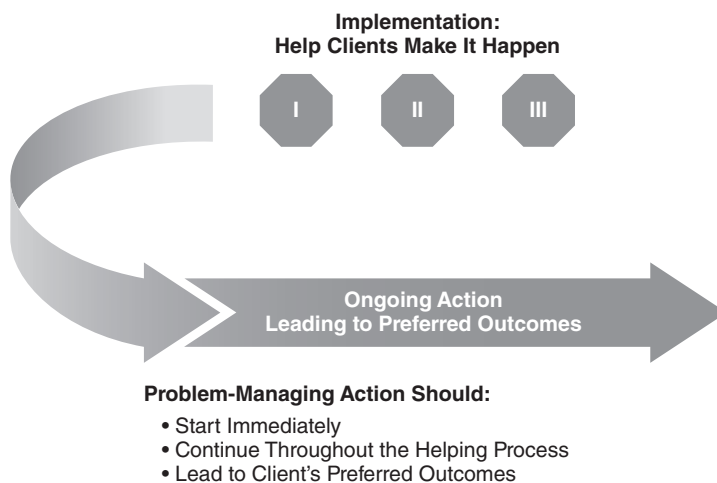 Implementation:
Help Clients Make It Happen
I II III
Ongoing Action
Leading to Preferred Outcomes
Problem-Managing Action Should:
• Start Immediately
• Continue Throughout the Helping Process
• Lead to Client's Preferred Outcomes